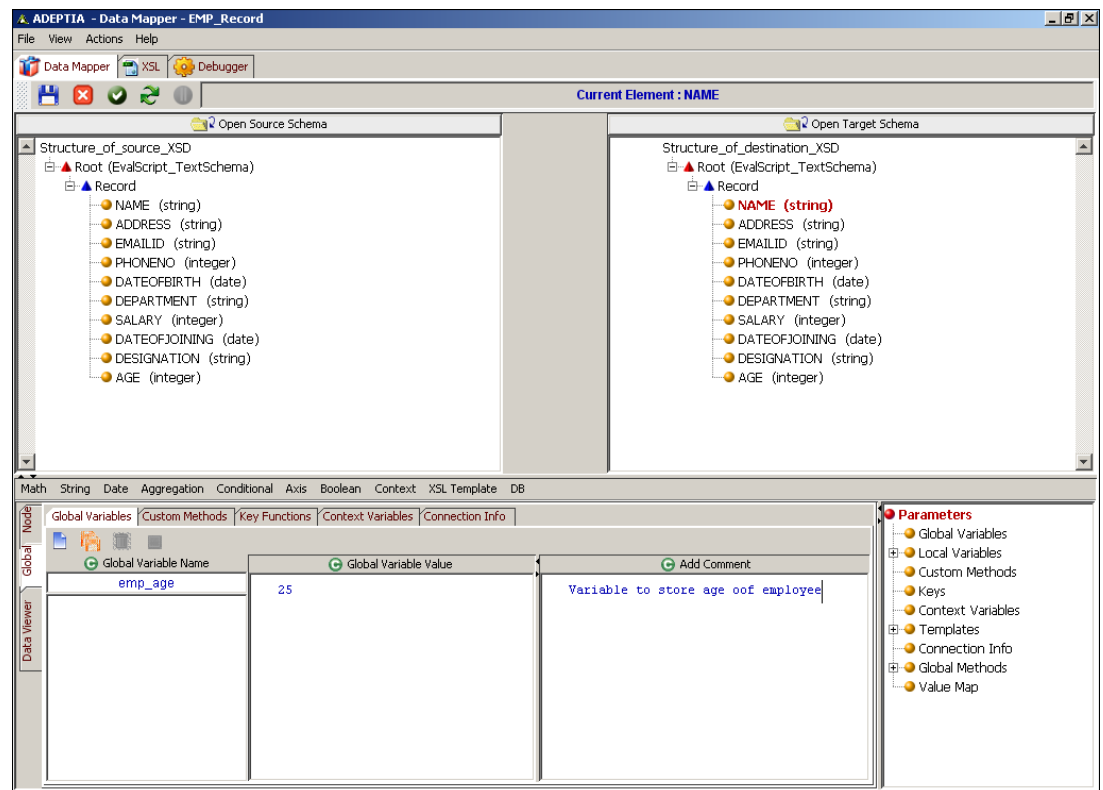 ADEPTIA - Data Mapper - EMP_Record
File View Actions Help
Data Mapper XSL Debugger
Current Element : NAME
Open Source Schema
Open Target Schema
Structure_of_source_XSD
Root (EvalScript_TextSchema)
Record
NAME (string)
ADDRESS (string)
EMAILID (string)
PHONENO (integer)
DATEOFBIRTH (date)
DEPARTMENT (string)
SALARY (integer)
DATEOFJOINING (date)
DESIGNATION (string)
AGE (integer)
Structure_of_destination_XSD
Root (EvalScript_TextSchema)
Record
NAME (string)
ADDRESS (string)
EMAILID (string)
PHONENO (integer)
DATEOFBIRTH (date)
DEPARTMENT (string)
SALARY (integer)
DATEOFJOINING (date)
DESIGNATION (string)
AGE (integer)
Math String Date Aggregation Conditional Axis Boolean Context XSL Template DB
Node
Global
Data Viewer
Global Variables Custom Methods Key Functions Context Variables Connection Info
Global Variable Name
Global Variable Value
Add Comment
emp_age
25
Variable to store age oof employee
Parameters
Global Variables
Local Variables
Custom Methods
Keys
Context Variables
Templates
Connection Info
Global Methods
Value Map